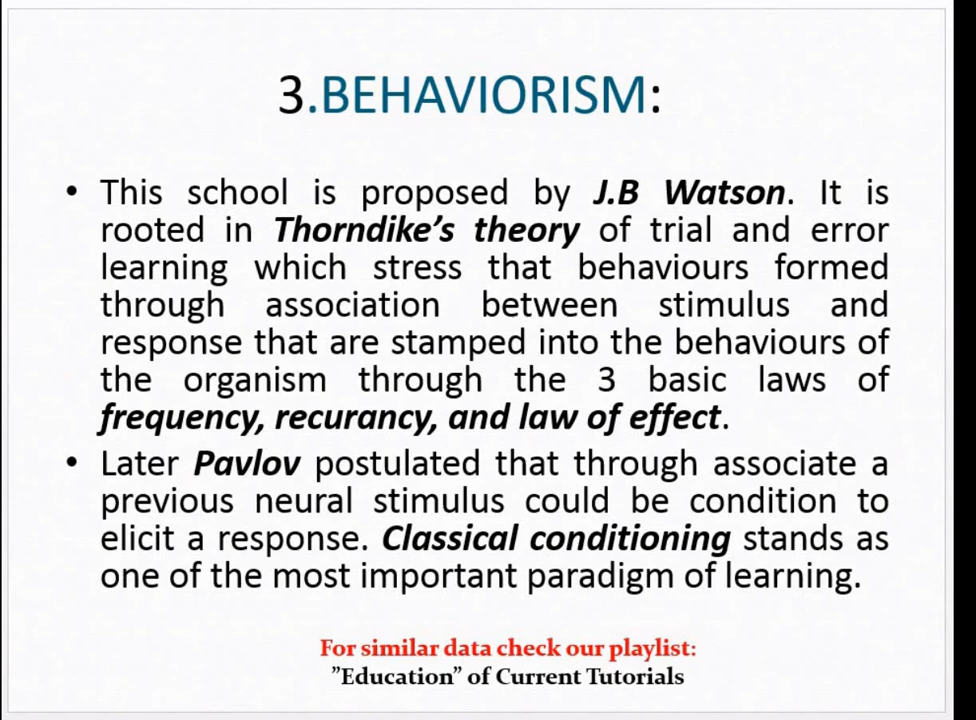 3.BEHAVIORISM:
• This school is proposed by J.B Watson. It is
rooted in Thorndike’s theory of trial and error
learning which stress that behaviours formed
through association between stimulus and
response that are stamped into the behaviours of
the organism through the 3 basic laws of
frequency, recurancy, and law of effect.
• Later Pavlov postulated that through associate a
previous neural stimulus could be condition to
elicit a response. Classical conditioning stands as
one of the most important paradigm of learning.
For similar data check our playlist:
”Education” of Current Tutorials